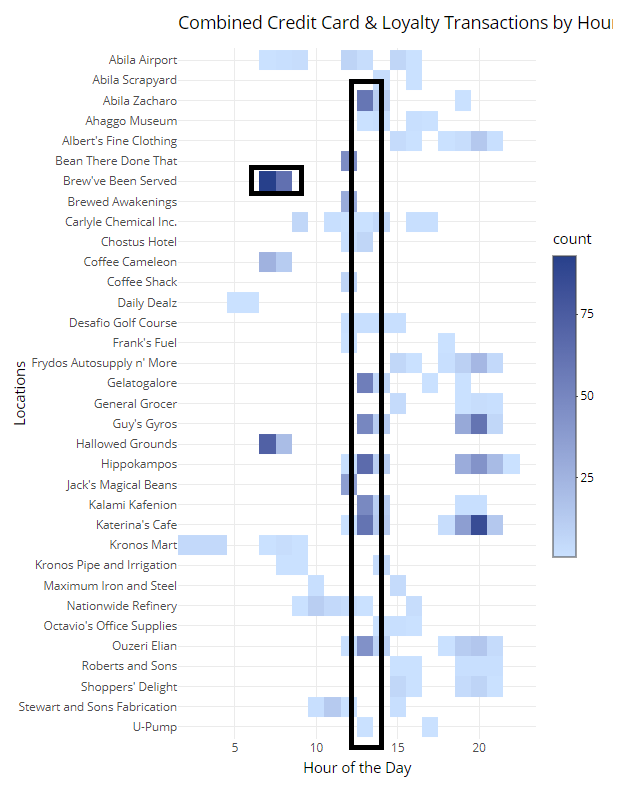 Combined Credit Card & Loyalty Transactions by Hour
Abila Airport
Abila Scrapyard
Abila Zacharo
Ahaggo Museum
Albert's Fine Clothing
Bean There Done That
Brew've Been Served
Brewed Awakenings
Carlyle Chemical Inc.
Chostus Hotel
Coffee Cameleon
Coffee Shack
Daily Dealz
Desafio Golf Course
Frank's Fuel
Frydos Autosupply n' More
Gelatogalore
General Grocer
Guy's Gyros
Hallowed Grounds
Hippokampos
Jack's Magical Beans
Kalami Kafenion
Katerina's Cafe
Kronos Mart
Kronos Pipe and Irrigation
Maximum Iron and Steel
Nationwide Refinery
Octavio's Office Supplies
Ouzeri Elian
Roberts and Sons
Shoppers' Delight
Stewart and Sons Fabrication
U-Pump
Locations
5 10 15 20
Hour of the Day
count
75
50
25